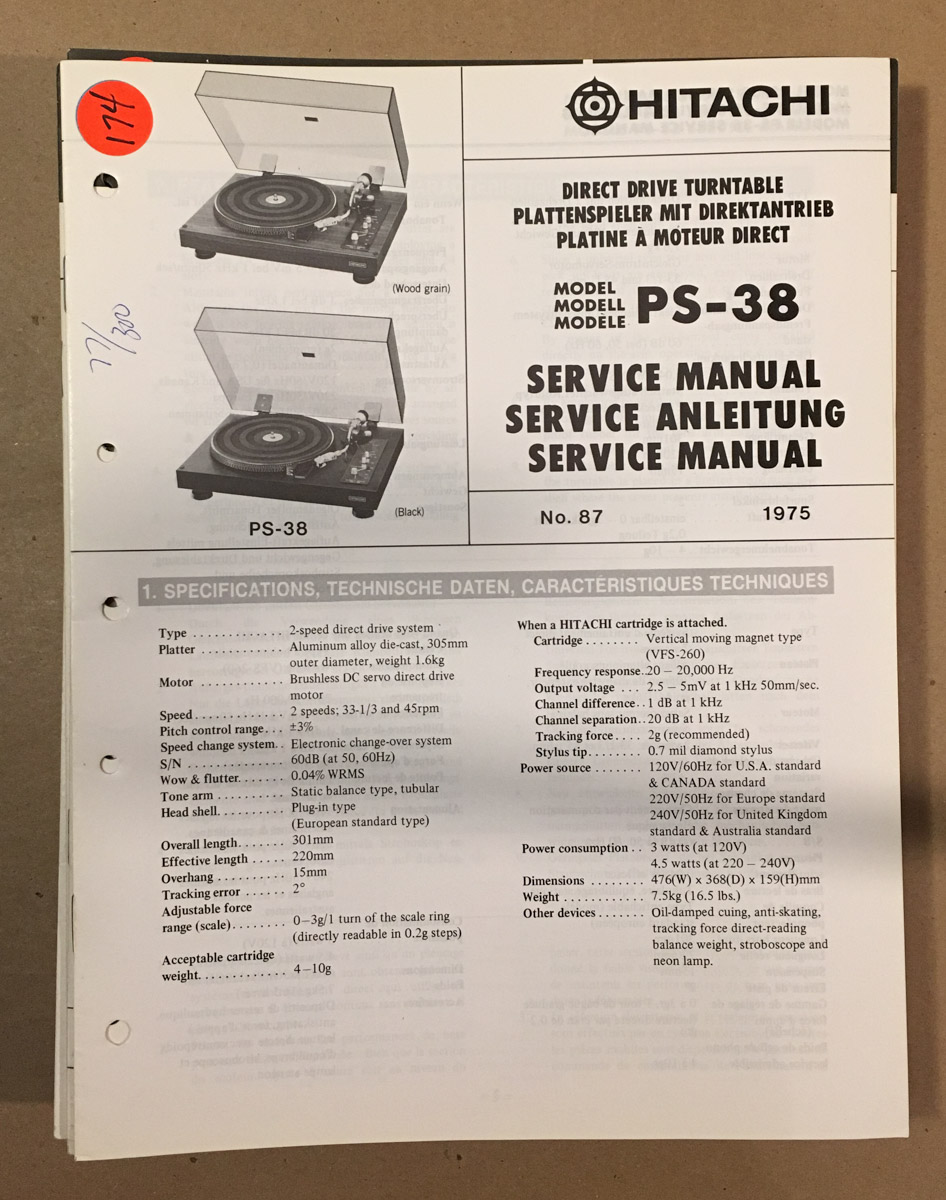 174
77/300
(Wood grain)
(Black)
PS-38
HITACHI
DIRECT DRIVE TURNTABLE
PLATTENSPIELER MIT DIREKTANTRIEB
PLATINE À MOTEUR DIRECT
MODEL
MODELL
MODÈLE
PS-38
SERVICE MANUAL
SERVICE ANLEITUNG
SERVICE MANUAL
No. 87 1975
1. SPECIFICATIONS, TECHNISCHE DATEN, CARACTÉRISTIQUES TECHNIQUES
Type . . . . . . . . . . . . 2-speed direct drive system
Platter . . . . . . . . . . . Aluminum alloy die-cast, 305mm
outer diameter, weight 1.6kg
Motor . . . . . . . . . . . Brushless DC servo direct drive
motor
Speed . . . . . . . . . . . . 2 speeds; 33-1/3 and 45rpm
Pitch control range. . . ±3%
Speed change system. . Electronic change-over system
S/N . . . . . . . . . . . . . 60dB (at 50, 60Hz)
Wow & flutter. . . . . . . 0.04% WRMS
Tone arm . . . . . . . . . Static balance type, tubular
Head shell. . . . . . . . . Plug-in type
(European standard type)
Overall length. . . . . . . 301mm
Effective length . . . . . 220mm
Overhang . . . . . . . . . . 15mm
Tracking error . . . . . . 2°
Adjustable force
range (scale). . . . . . . . 0–3g/1 turn of the scale ring
(directly readable in 0.2g steps)
Acceptable cartridge
weight. . . . . . . . . . . . 4–10g
When a HITACHI cartridge is attached.
Cartridge . . . . . . . . Vertical moving magnet type
(VFS-260)
Frequency response. . 20 – 20,000 Hz
Output voltage . . . 2.5 – 5mV at 1 kHz 50mm/sec.
Channel difference. . 1 dB at 1 kHz
Channel separation. . 20 dB at 1 kHz
Tracking force . . . . 2g (recommended)
Stylus tip. . . . . . . . 0.7 mil diamond stylus
Power source . . . . . . . 120V/60Hz for U.S.A. standard
& CANADA standard
220V/50Hz for Europe standard
240V/50Hz for United Kingdom
standard & Australia standard
Power consumption . . 3 watts (at 120V)
4.5 watts (at 220 – 240V)
Dimensions . . . . . . . . 476(W) x 368(D) x 159(H)mm
Weight . . . . . . . . . . . 7.5kg (16.5 lbs.)
Other devices . . . . . . . Oil-damped cuing, anti-skating,
tracking force direct-reading
balance weight, stroboscope and
neon lamp.